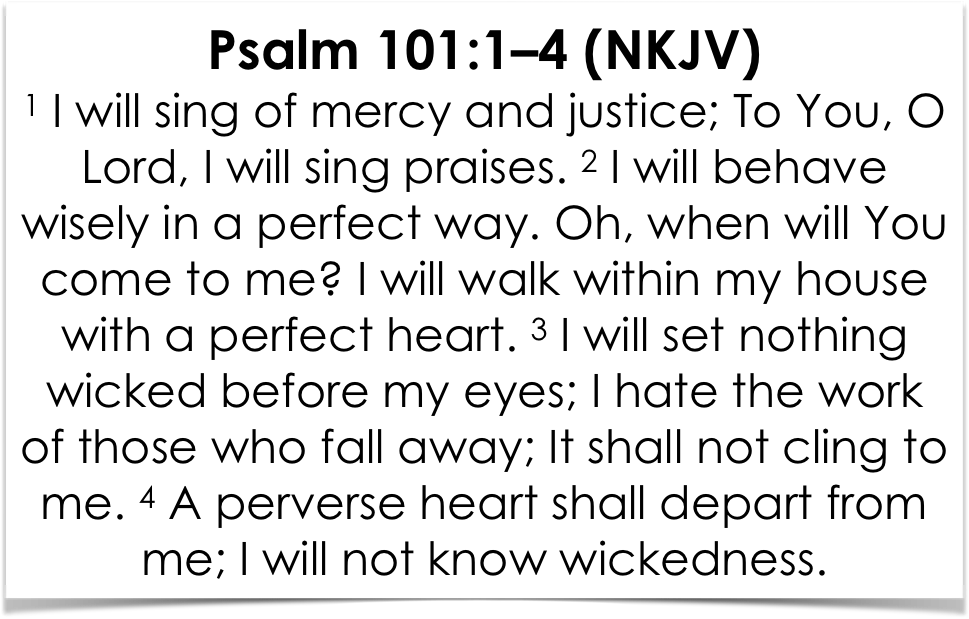 Psalm 101:1–4 (NKJV)
1 I will sing of mercy and justice; To You, O
Lord, I will sing praises. 2 I will behave
wisely in a perfect way. Oh, when will You
come to me? I will walk within my house
with a perfect heart. 3 I will set nothing
wicked before my eyes; I hate the work
of those who fall away; It shall not cling to
me. 4 A perverse heart shall depart from
me; I will not know wickedness.